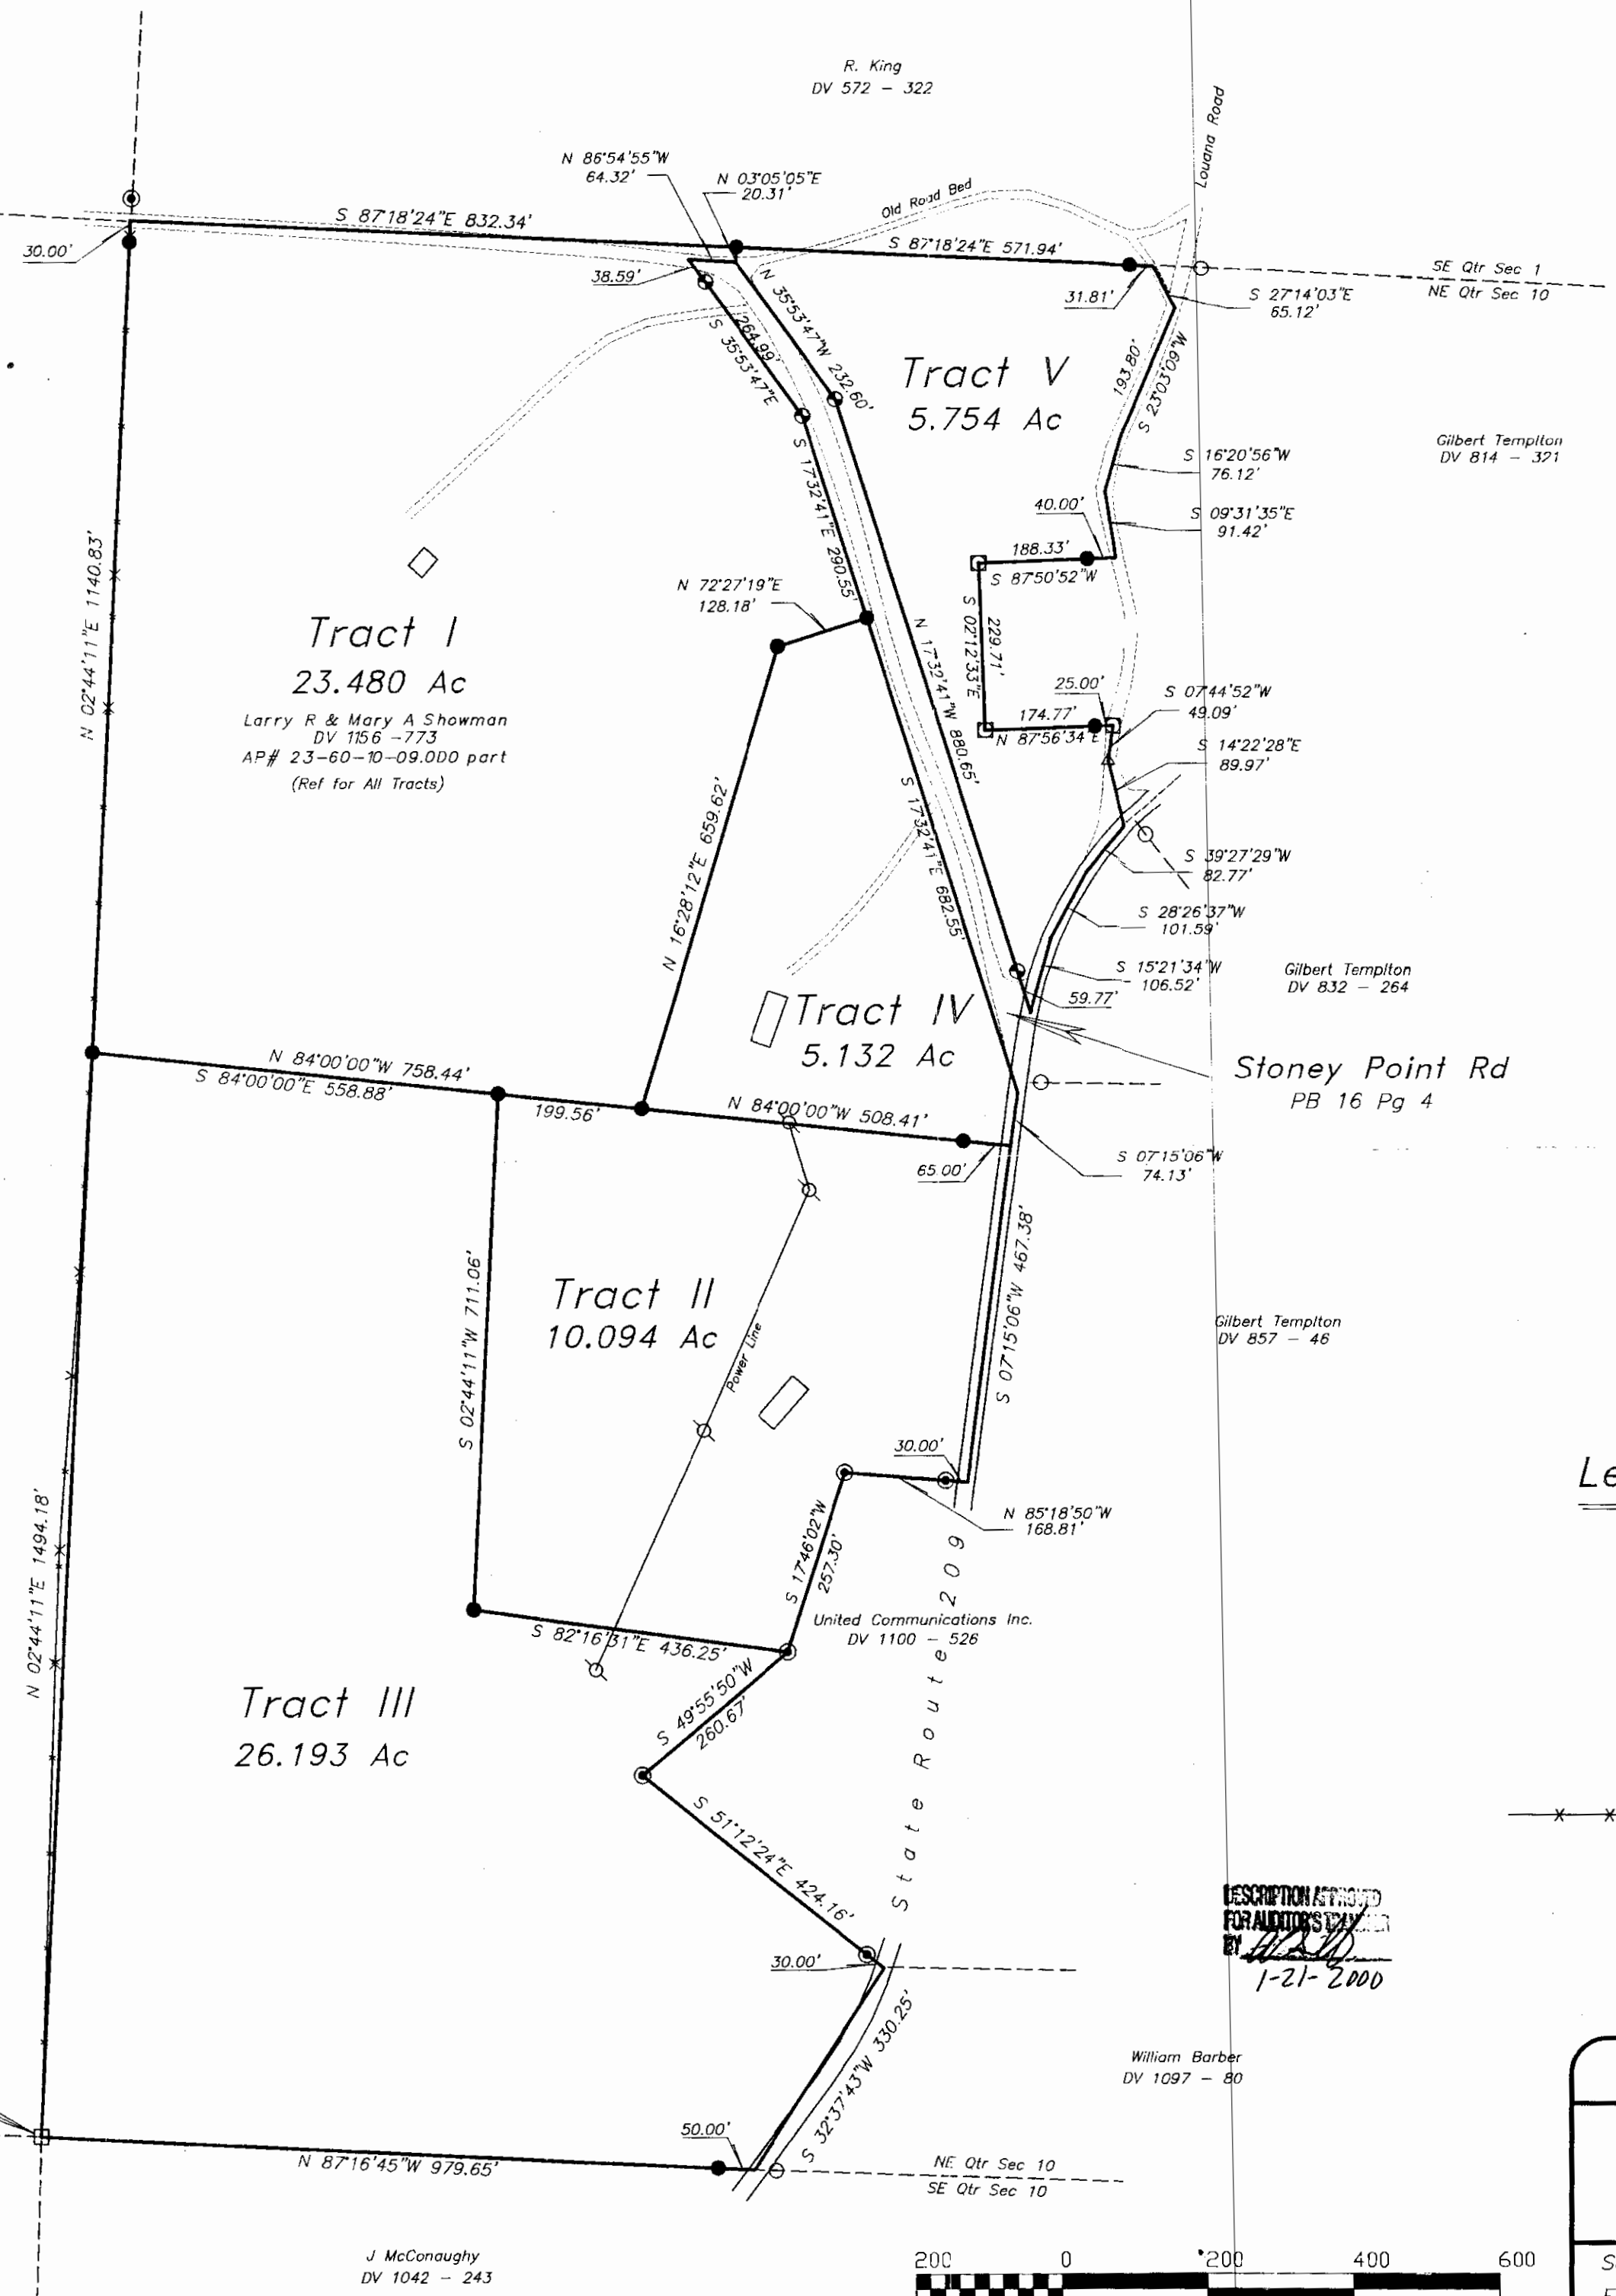 R. King
DV 572 - 322
Louana Road
N 86°54'55"W
64.32'
N 03°05'05"E
20.31'
Old Road Bed
S 87°18'24"E 832.34'
S 87°18'24"E 571.94'
30.00'
38.59'
31.81'
SE Qtr Sec 1
NE Qtr Sec 10
S 27°14'03"E
65.12'
N 35°53'47"W 232.60'
264.99'
S 35°53'47"E
Tract V
5.754 Ac
193.80'
S 23°03'09"W
Gilbert Templton
DV 814 - 321
S 16°20'56"W
76.12'
S 17°32'41"E 290.55'
40.00'
S 09°31'35"E
91.42'
188.33'
S 87°50'52"W
N 02°44'11"E 1140.83'
N 72°27'19"E
128.18'
Tract I
23.480 Ac
Larry R & Mary A Showman
DV 1156 -773
AP# 23-60-10-09.000 part
(Ref for All Tracts)
229.71'
S 02°12'33"E
N 17°32'41"W 880.65'
25.00'
S 07°44'52"W
49.09'
174.77'
N 87°56'34"E
S 14°22'28"E
89.97'
N 16°28'12"E 659.62'
S 17°32'41"E 682.55'
S 39°27'29"W
82.77'
S 28°26'37"W
101.59'
S 15°21'34"W
106.52'
Gilbert Templton
DV 832 - 264
59.77'
Tract IV
5.132 Ac
Stoney Point Rd
PB 16 Pg 4
N 84°00'00"W 758.44'
S 84°00'00"E 558.88'
199.56'
N 84°00'00"W 508.41'
65.00'
S 07°15'06"W
74.13'
S 02°44'11"W 711.06'
Tract II
10.094 Ac
Power Line
S 07°15'06"W 467.38'
Gilbert Templton
DV 857 - 46
30.00'
Le
N 85°18'50"W
168.81'
N 02°44'11"E 1494.18'
S 17°46'02"W
257.30'
State Route 209
United Communications Inc.
DV 1100 - 526
S 82°16'31"E 436.25'
S 49°55'50"W
260.67'
Tract III
26.193 Ac
S 51°12'24"E 424.16'
DESCRIPTION APPROVED
FOR AUDITOR'S TRANSFER
BY
1-21-2000
30.00'
S 32°37'43"W 330.25'
William Barber
DV 1097 - 80
50.00'
N 87°16'45"W 979.65'
NE Qtr Sec 10
SE Qtr Sec 10
J McConaughy
DV 1042 - 243
200 0 200 400 600
S